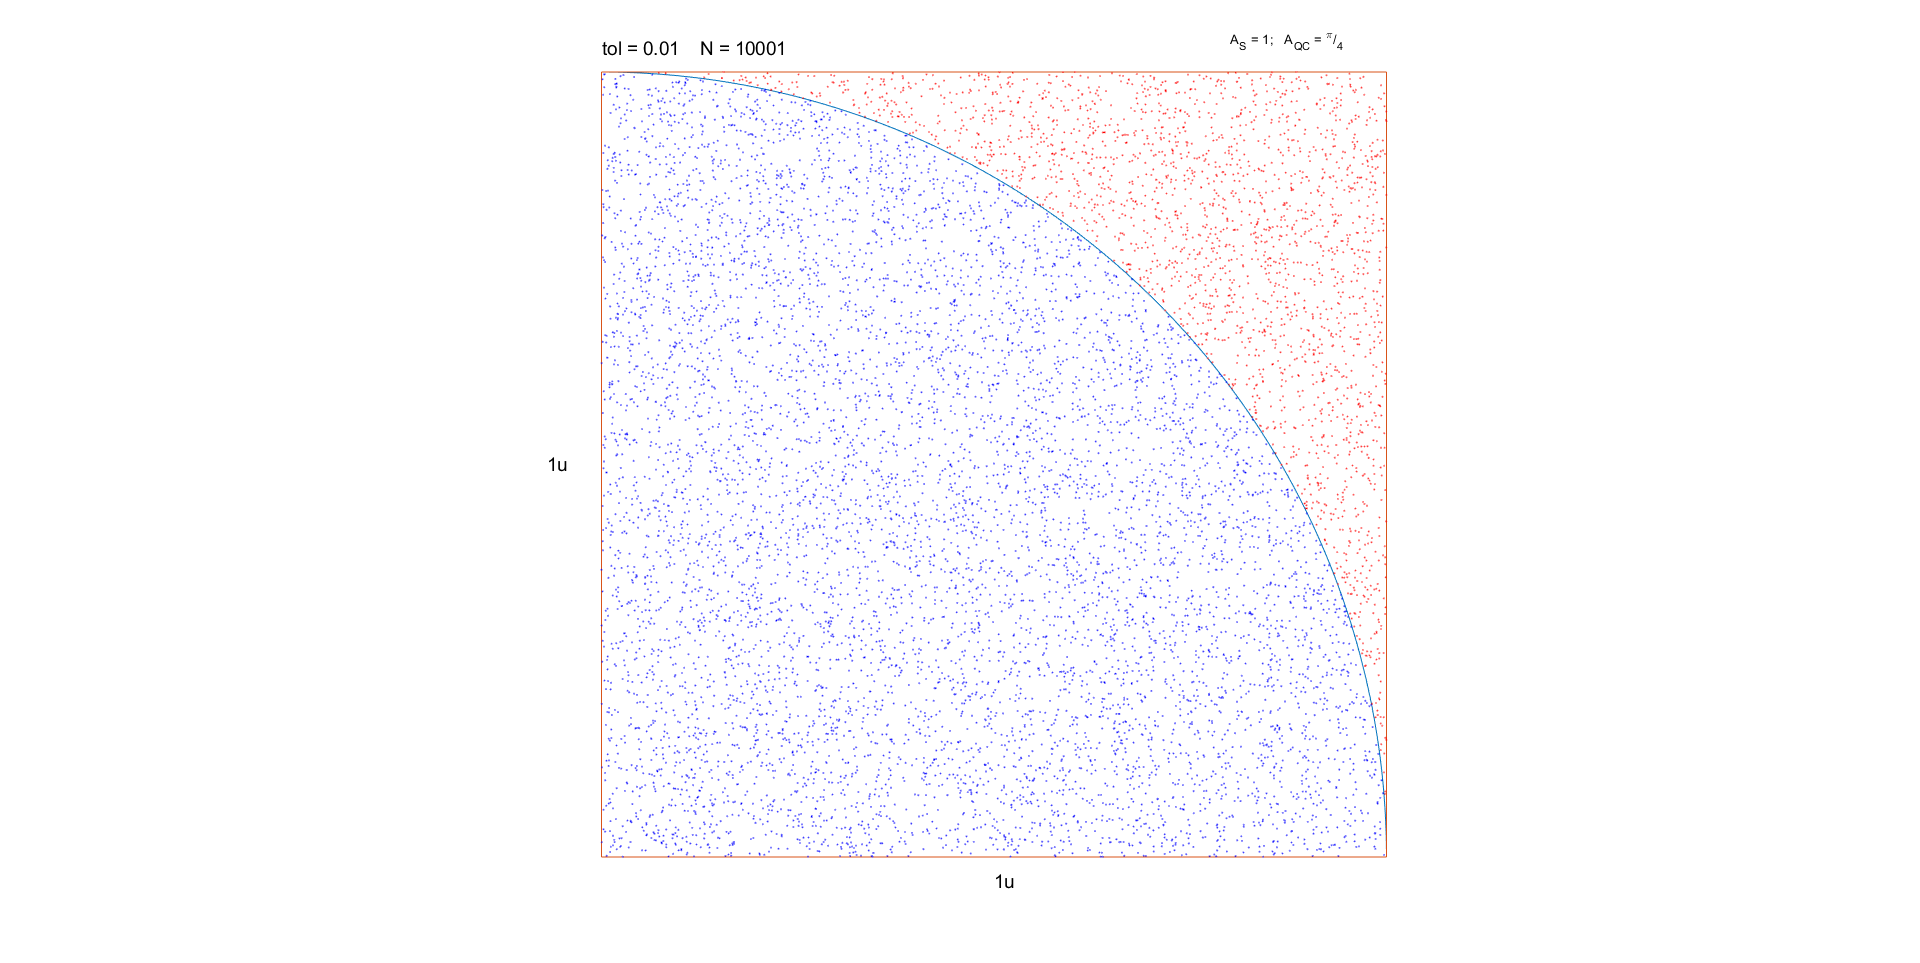 tol = 0.01 N = 10001
A_S = 1; A_QC = π/4
1u
1u